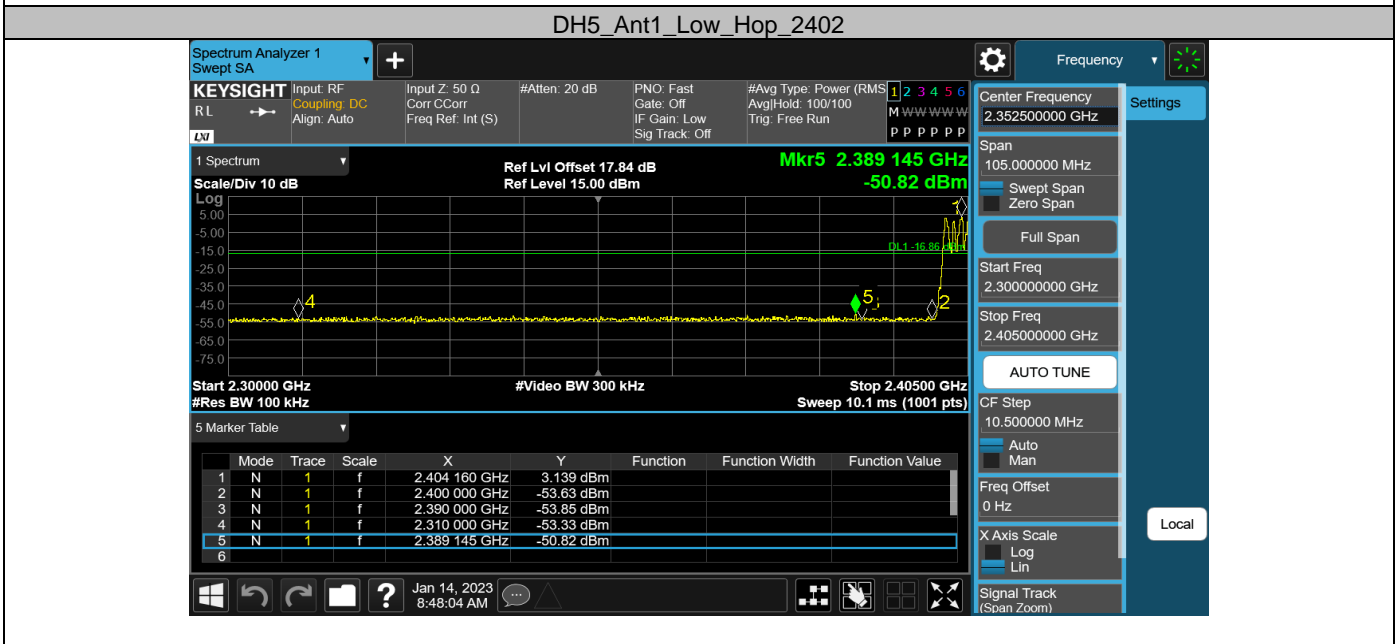 DH5_Ant1_Low_Hop_2402
Spectrum Analyzer 1
Swept SA
Frequency
KEYSIGHT
RL
LXI
Input: RF
Coupling: DC
Align: Auto
Input Z: 50 Ω
Corr CCorr
Freq Ref: Int (S)
#Atten: 20 dB
PNO: Fast
Gate: Off
IF Gain: Low
Sig Track: Off
#Avg Type: Power (RMS
Avg|Hold: 100/100
Trig: Free Run
1 2 3 4 5 6
M W W W W W
P P P P P P
1 Spectrum
Scale/Div 10 dB
Ref Lvl Offset 17.84 dB
Ref Level 15.00 dBm
Mkr5 2.389 145 GHz
-50.82 dBm
Log
5.00
-5.00
-15.0
-25.0
-35.0
-45.0
-55.0
-65.0
-75.0
1
DL1 -16.86 dBm
4
5
2
Start 2.30000 GHz
#Video BW 300 kHz
Stop 2.40500 GHz
#Res BW 100 kHz
Sweep 10.1 ms (1001 pts)
5 Marker Table
Mode Trace Scale X Y Function Function Width Function Value
1 N 1 f 2.404 160 GHz 3.139 dBm
2 N 1 f 2.400 000 GHz -53.63 dBm
3 N 1 f 2.390 000 GHz -53.85 dBm
4 N 1 f 2.310 000 GHz -53.33 dBm
5 N 1 f 2.389 145 GHz -50.82 dBm
6
Jan 14, 2023
8:48:04 AM
Center Frequency
2.352500000 GHz
Settings
Span
105.000000 MHz
Swept Span
Zero Span
Full Span
Start Freq
2.300000000 GHz
Stop Freq
2.405000000 GHz
AUTO TUNE
CF Step
10.500000 MHz
Auto
Man
Freq Offset
0 Hz
Local
X Axis Scale
Log
Lin
Signal Track
(Span Zoom)